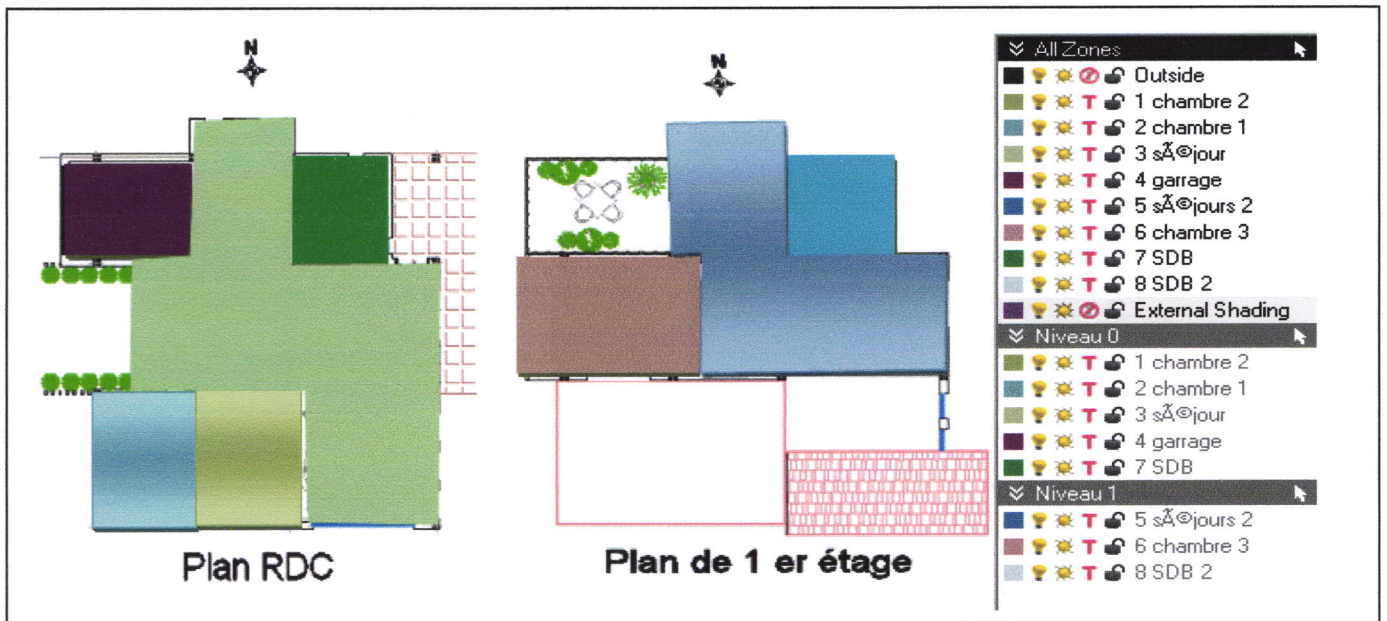 N
Plan RDC
N
Plan de 1 er étage
All Zones
Outside
1 chambre 2
2 chambre 1
3 sÃ©jour
4 garrage
5 sÃ©jours 2
6 chambre 3
7 SDB
8 SDB 2
External Shading
Niveau 0
1 chambre 2
2 chambre 1
3 sÃ©jour
4 garrage
7 SDB
Niveau 1
5 sÃ©jours 2
6 chambre 3
8 SDB 2